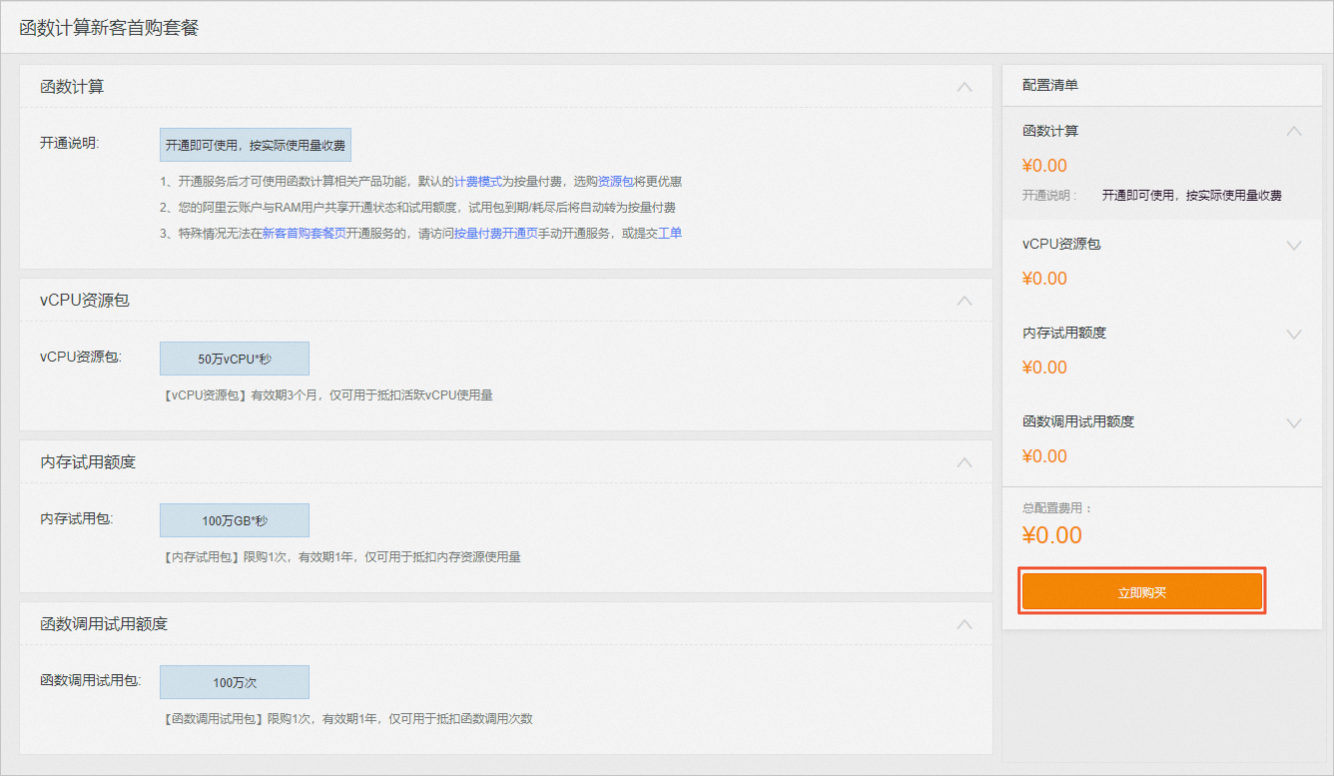 函数计算新客首购套餐
函数计算
开通说明:
开通即可使用，按实际使用量收费
1、开通服务后才可使用函数计算相关产品功能，默认的计费模式为按量付费，选购资源包将更优惠
2、您的阿里云账户与RAM用户共享开通状态和试用额度，试用包到期/耗尽后将自动转为按量付费
3、特殊情况无法在新客首购套餐页开通服务的，请访问按量付费开通页手动开通服务，或提交工单
vCPU资源包
vCPU资源包:
50万vCPU*秒
【vCPU资源包】有效期3个月，仅可用于抵扣活跃vCPU使用量
内存试用额度
内存试用包:
100万GB*秒
【内存试用包】限购1次，有效期1年，仅可用于抵扣内存资源使用量
函数调用试用额度
函数调用试用包:
100万次
【函数调用试用包】限购1次，有效期1年，仅可用于抵扣函数调用次数
配置清单
函数计算
¥0.00
开通说明： 开通即可使用，按实际使用量收费
vCPU资源包
¥0.00
内存试用额度
¥0.00
函数调用试用额度
¥0.00
总配置费用：
¥0.00
立即购买